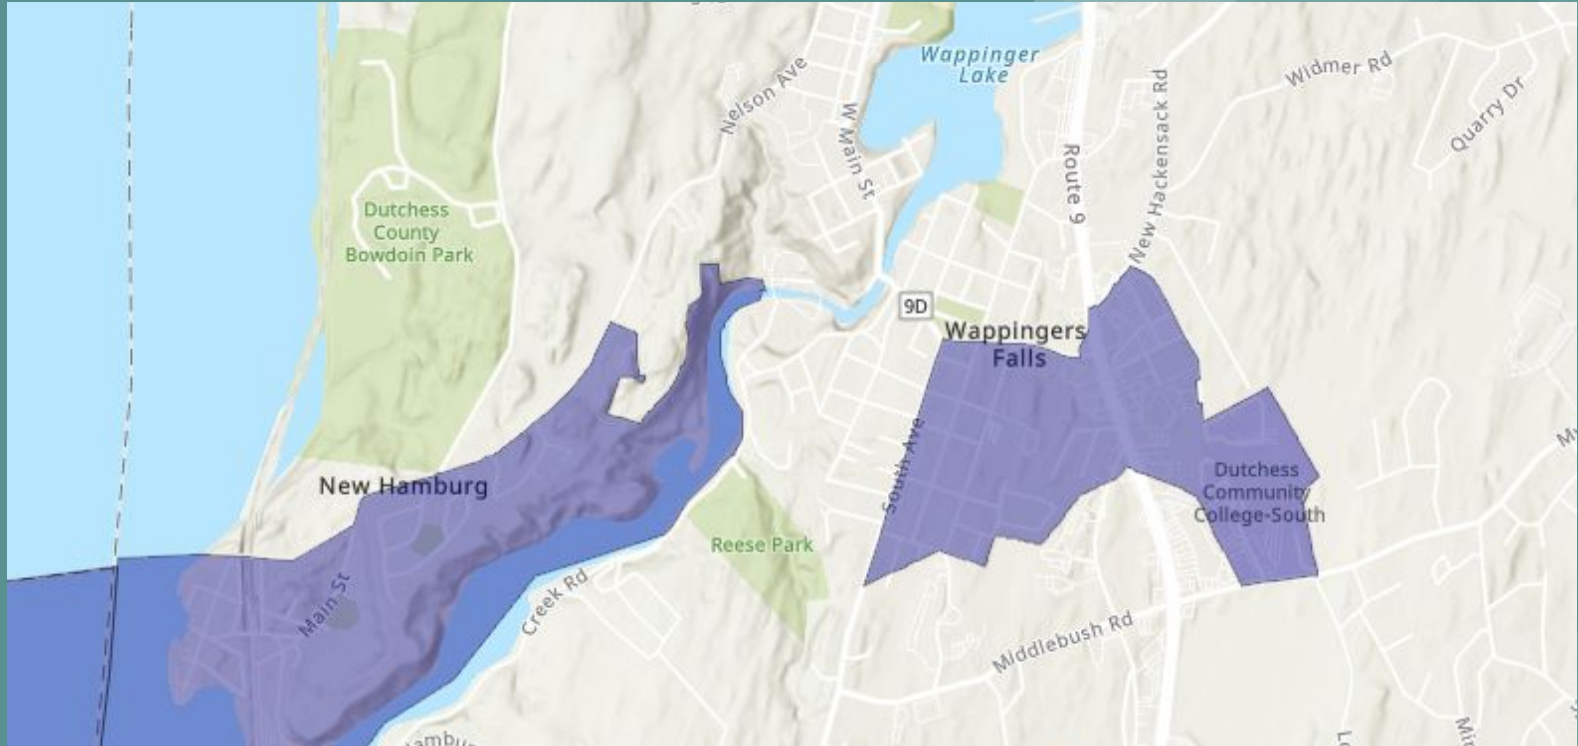 Nelson Ave
Wappinger
Lake
Widmer Rd
Quarry Dr
W Main St
Route 9
New Hackensack Rd
Dutchess
County
Bowdoin Park
9D
Wappingers
Falls
South Ave
New Hamburg
Dutchess
Community
College-South
Reese Park
Main St
Creek Rd
Middlebush Rd